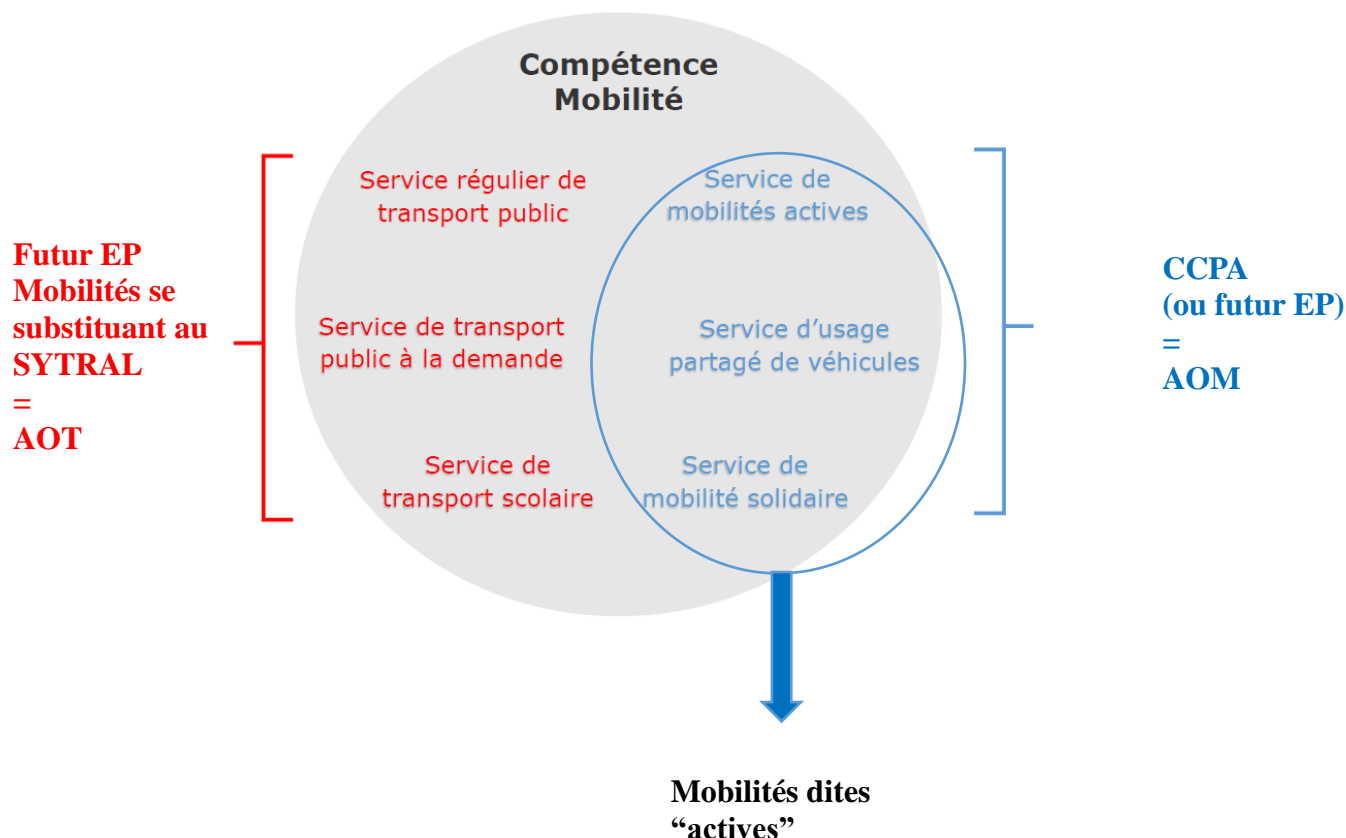 Compétence
Mobilité
Futur EP
Mobilités se
substituant au
SYTRAL
=
AOT
Service régulier de
transport public
Service de transport
public à la demande
Service de
transport scolaire
Service de
mobilités actives
Service d’usage
partagé de véhicules
Service de
mobilité solidaire
CCPA
(ou futur EP)
=
AOM
Mobilités dites
“actives”